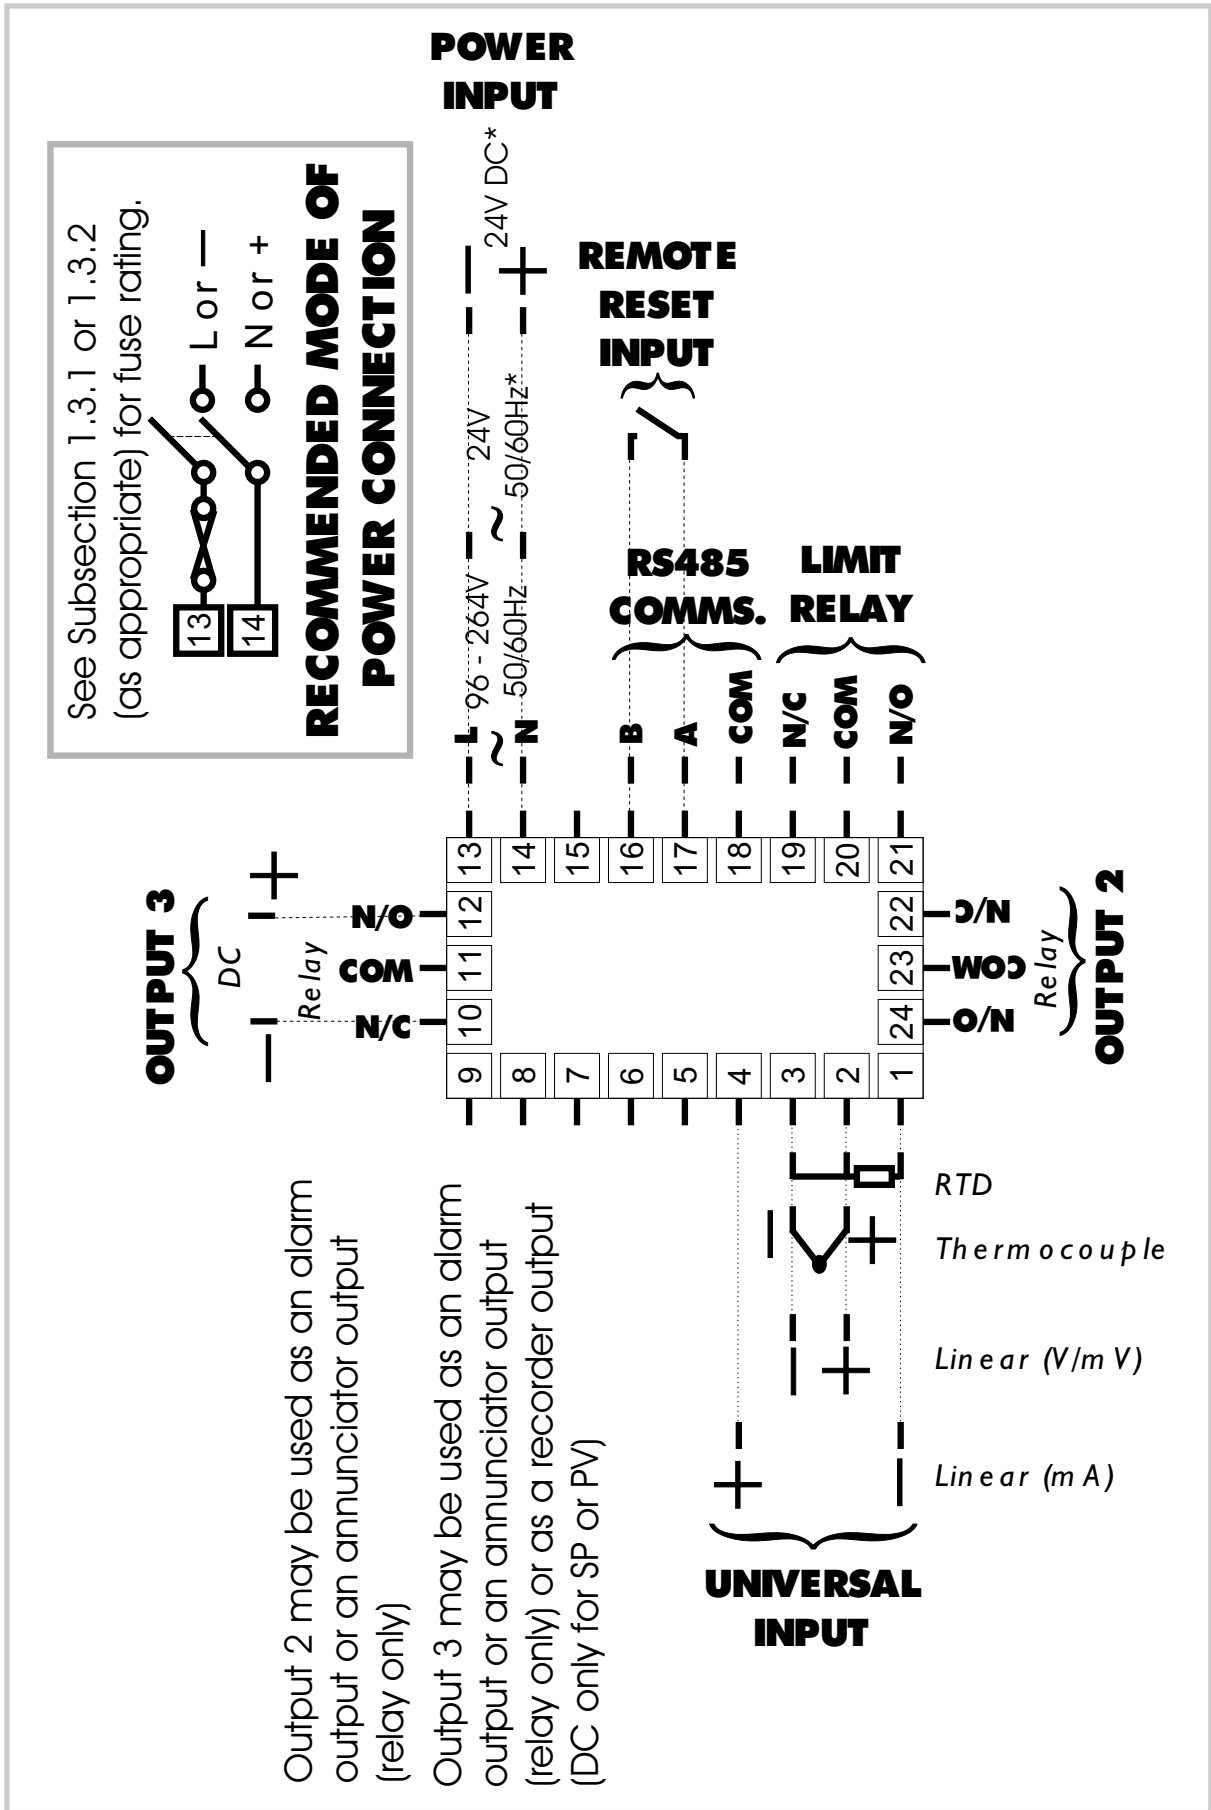 POWER
INPUT
24V DC*
See Subsection 1.3.1 or 1.3.2
(as appropriate) for fuse rating.
13
L or —
14
N or +
RECOMMENDED MODE OF
POWER CONNECTION
REMOTE
RESET
INPUT
24V
~
50/60Hz*
96 - 264V
~
50/60Hz
L
N
RS485
COMMS.
LIMIT
RELAY
B
A
COM
N/C
COM
N/O
13
14
15
16
17
18
19
20
21
OUTPUT 3
DC
+
—
Relay
N/O
COM
N/C
12
11
10
22
23
24
N/C
COM
N/O
Relay
OUTPUT 2
9
8
7
6
5
4
3
2
1
RTD
— +
Thermocouple
— +
Linear (V/mV)
+ —
Linear (mA)
UNIVERSAL
INPUT
Output 2 may be used as an alarm
output or an annunciator output
(relay only)
Output 3 may be used as an alarm
output or an annunciator output
(relay only) or as a recorder output
(DC only for SP or PV)